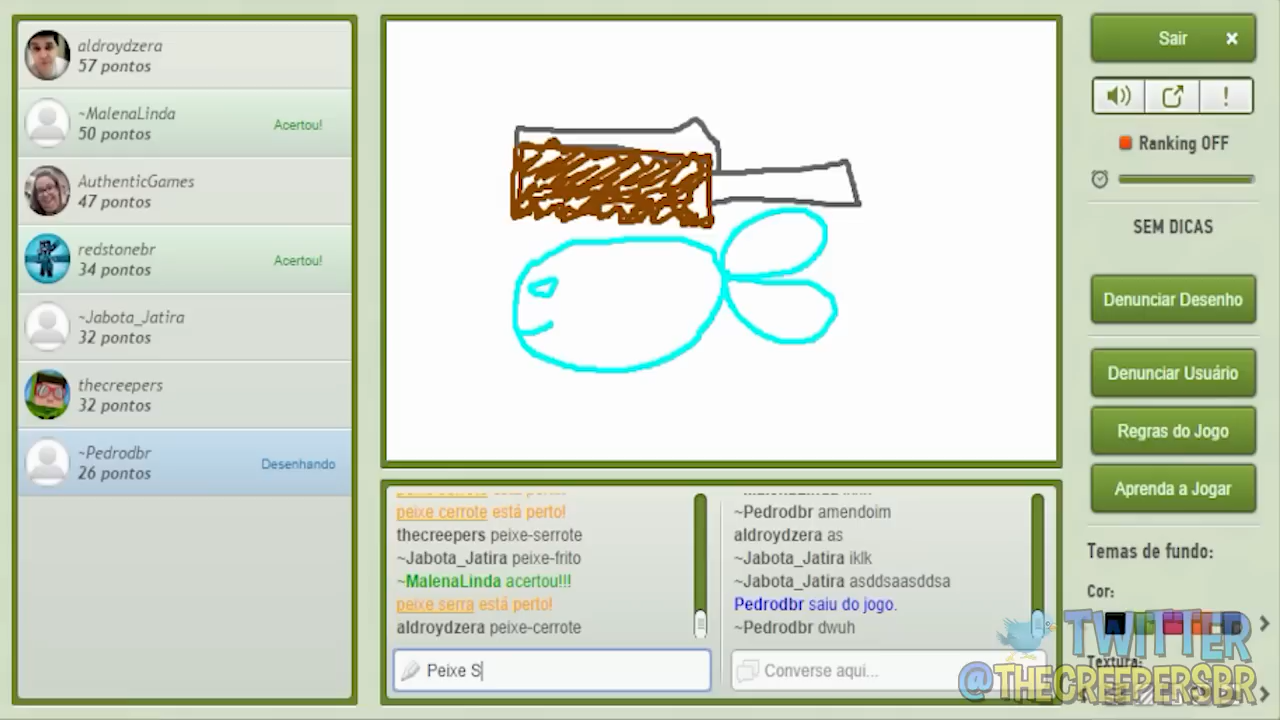 aldroydzera
57 pontos
~MalenaLinda
50 pontos
Acertou!
AuthenticGames
47 pontos
redstonebr
34 pontos
Acertou!
~Jabota_Jatira
32 pontos
thecreepers
32 pontos
~Pedrodbr
26 pontos
Desenhando
peixe cerrote está perto!
thecreepers peixe-serrote
~Jabota_Jatira peixe-frito
~MalenaLinda acertou!!!
peixe serra está perto!
aldroydzera peixe-cerrote
Peixe S
~Pedrodbr amendoim
aldroydzera as
~Jabota_Jatira iklk
~Jabota_Jatira asddsaasddsa
Pedrodbr saiu do jogo.
~Pedrodbr dwuh
Converse aqui...
Sair ×
!
Ranking OFF
SEM DICAS
Denunciar Desenho
Denunciar Usuário
Regras do Jogo
Aprenda a Jogar
Temas de fundo:
Cor:
Textura:
TWITTER
@THECREEPERSBR